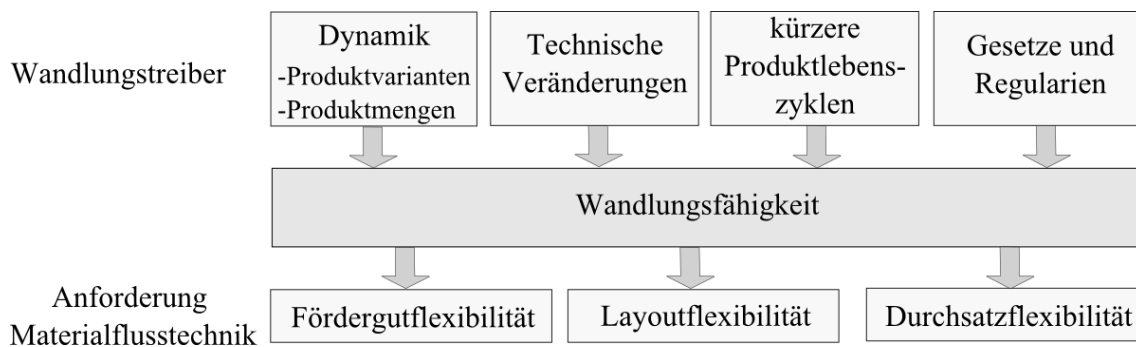 Wandlungstreiber
Dynamik
-Produktvarianten
-Produktmengen
Technische
Veränderungen
kürzere
Produktlebens-
zyklen
Gesetze und
Regularien
Wandlungsfähigkeit
Anforderung
Materialflusstechnik
Fördergutflexibilität
Layoutflexibilität
Durchsatzflexibilität